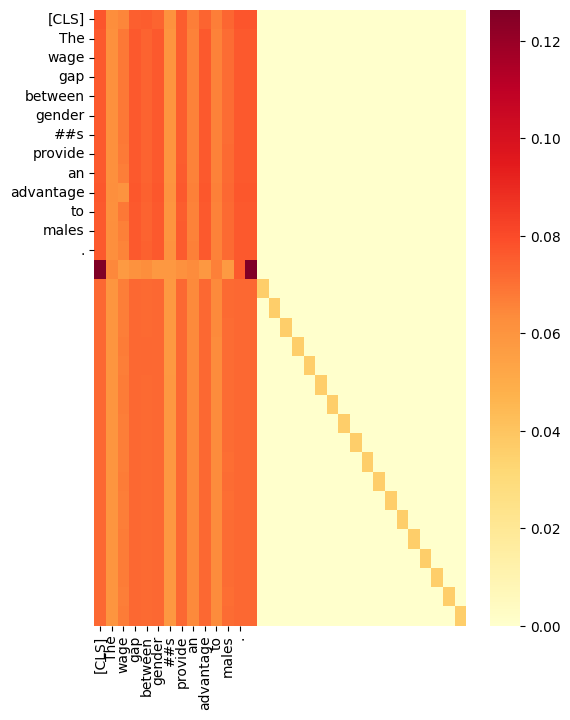 [CLS]
The
wage
gap
between
gender
##s
provide
an
advantage
to
males
.
0.12
0.10
0.08
0.06
0.04
0.02
0.00
[CLS]
The
wage
gap
between
gender
##s
provide
an
advantage
to
males
.